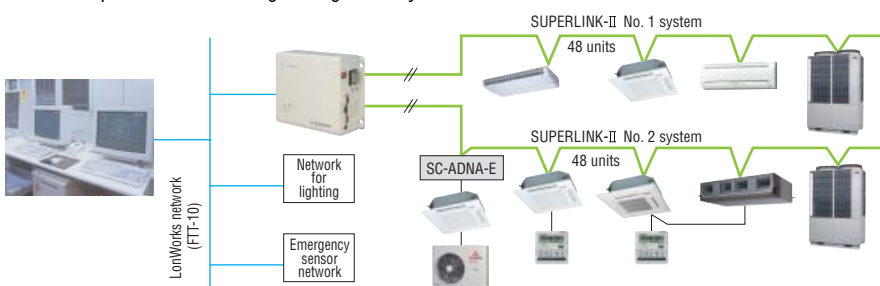 SUPERLINK-II No. 1 system
48 units
SUPERLINK-II No. 2 system
48 units
SC-ADNA-E
Network
for
lighting
Emergency
sensor
network
LonWorks network
(FTT-10)